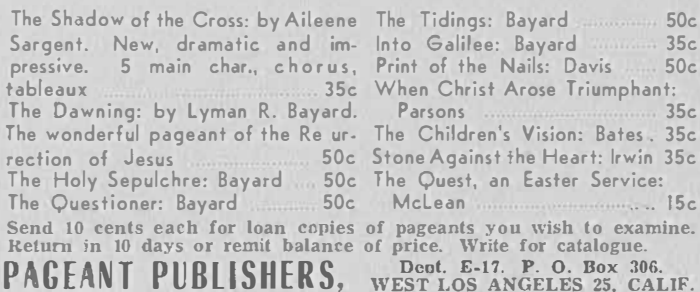 The Shadow of the Cross: by Aileene
Sargent. New, dramatic and im-
pressive. 5 main char., chorus,
tableaux ........ 35c
The Dawning: by Lyman R. Bayard.
The wonderful pageant of the Re ur-
rection of Jesus ........ 50c
The Holy Sepulchre: Bayard .... 50c
The Questioner: Bayard ........ 50c
The Tidings: Bayard ........ 50c
Into Galilee: Bayard ........ 35c
Print of the Nails: Davis ........ 50c
When Christ Arose Triumphant:
Parsons ........ 35c
The Children's Vision: Bates . 35c
Stone Against the Heart: Irwin 35c
The Quest, an Easter Service:
McLean ........ 15c
Send 10 cents each for loan copies of pageants you wish to examine.
Return in 10 days or remit balance of price. Write for catalogue.
PAGEANT PUBLISHERS, Dept. E-17. P. O. Box 306.
WEST LOS ANGELES 25, CALIF.